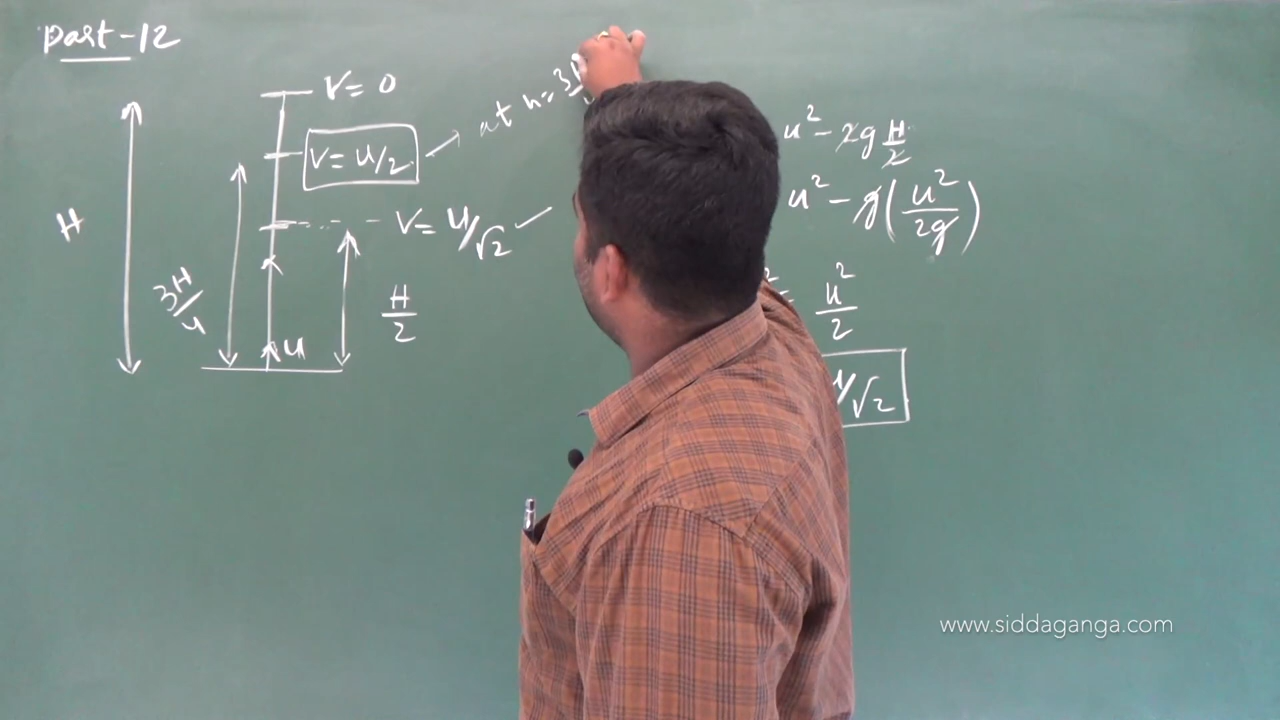 Part-12
V= 0
V= u/2
at h= 3
V= u/√2
H
3H/4
H/2
u
u² - 2g H/2
u² - g(u²/2g)
² = u²/2
u/√2
www.siddaganga.com